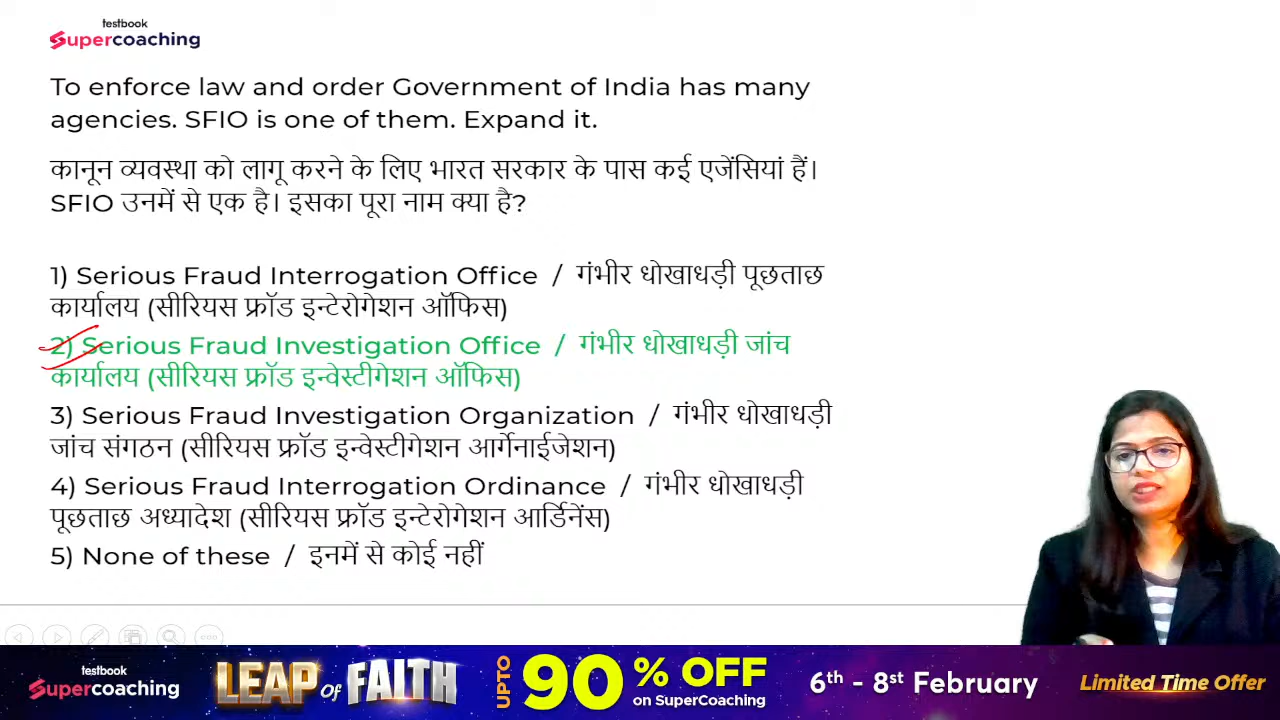 testbook
Supercoaching
To enforce law and order Government of India has many
agencies. SFIO is one of them. Expand it.
कानून व्यवस्था को लागू करने के लिए भारत सरकार के पास कई एजेंसियां हैं।
SFIO उनमें से एक है। इसका पूरा नाम क्या है?
1) Serious Fraud Interrogation Office / गंभीर धोखाधड़ी पूछताछ
कार्यालय (सीरियस फ्रॉड इन्टेरोगेशन ऑफिस)
2) Serious Fraud Investigation Office / गंभीर धोखाधड़ी जांच
कार्यालय (सीरियस फ्रॉड इन्वेस्टीगेशन ऑफिस)
3) Serious Fraud Investigation Organization / गंभीर धोखाधड़ी
जांच संगठन (सीरियस फ्रॉड इन्वेस्टीगेशन आर्गेनाईजेशन)
4) Serious Fraud Interrogation Ordinance / गंभीर धोखाधड़ी
पूछताछ अध्यादेश (सीरियस फ्रॉड इन्टेरोगेशन आर्डिनेंस)
5) None of these / इनमें से कोई नहीं
testbook
Supercoaching
LEAP OF FAITH
UPTO 90% OFF
on SuperCoaching
6th - 8st February
Limited Time Offer